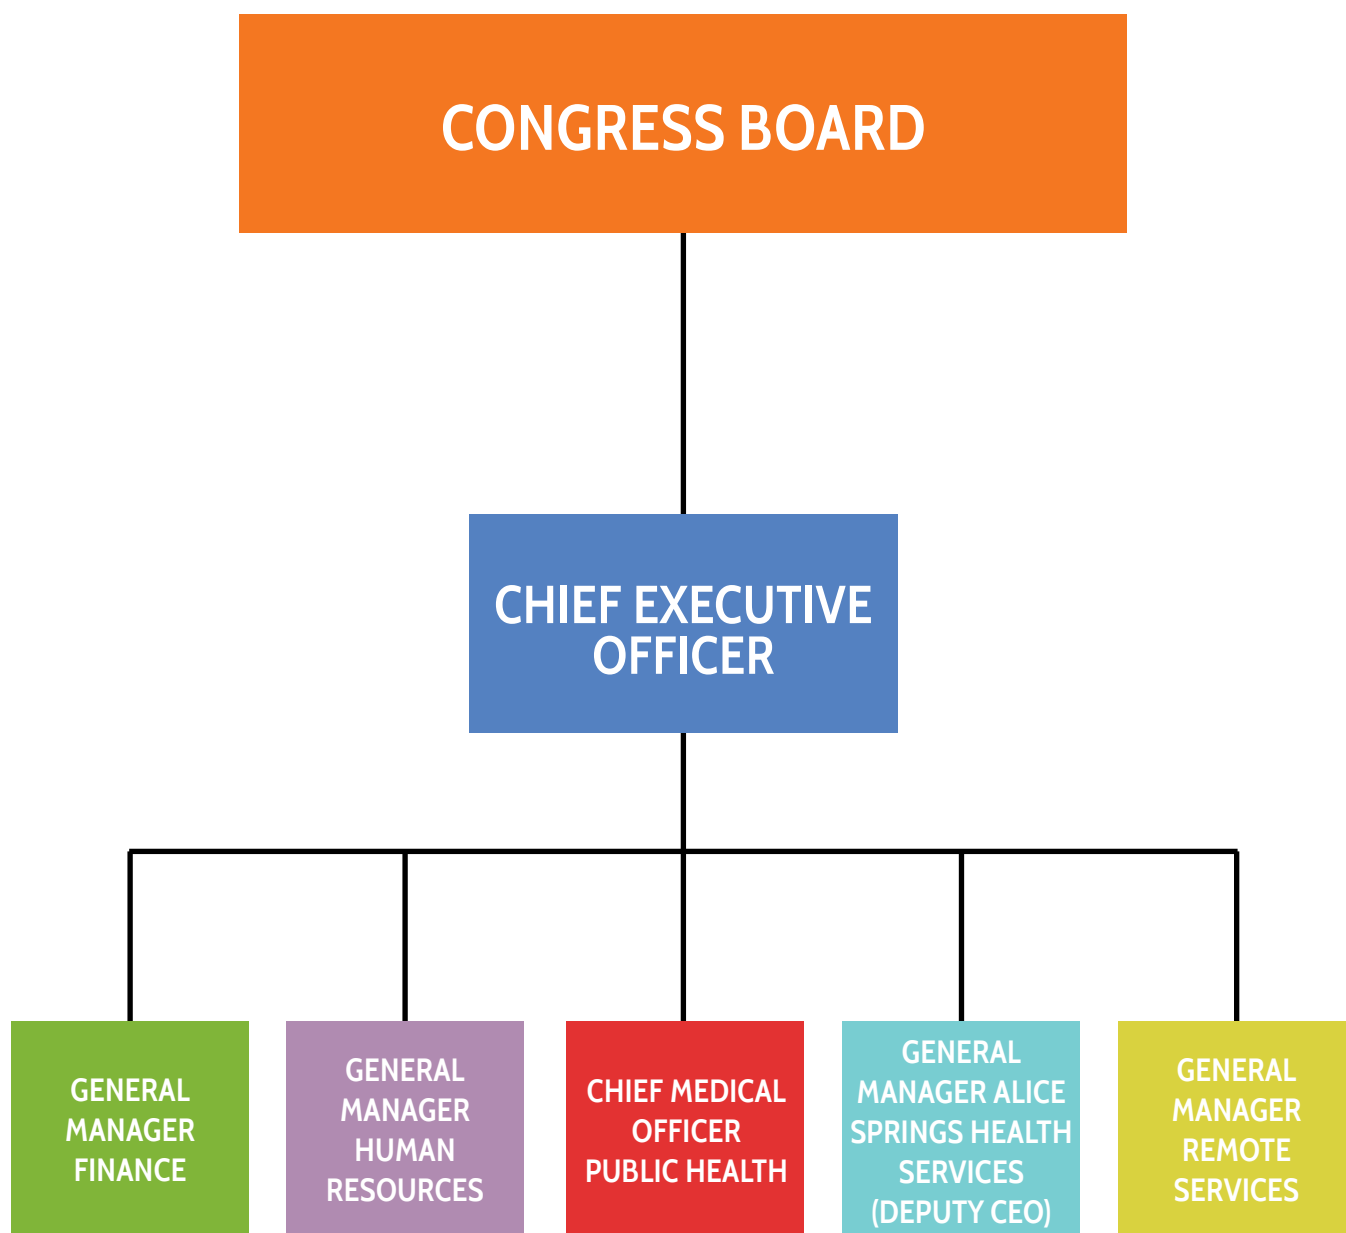 CONGRESS BOARD
CHIEF EXECUTIVE
OFFICER
GENERAL
MANAGER
FINANCE
GENERAL
MANAGER
HUMAN
RESOURCES
CHIEF MEDICAL
OFFICER
PUBLIC HEALTH
GENERAL
MANAGER ALICE
SPRINGS HEALTH
SERVICES
(DEPUTY CEO)
GENERAL
MANAGER
REMOTE
SERVICES